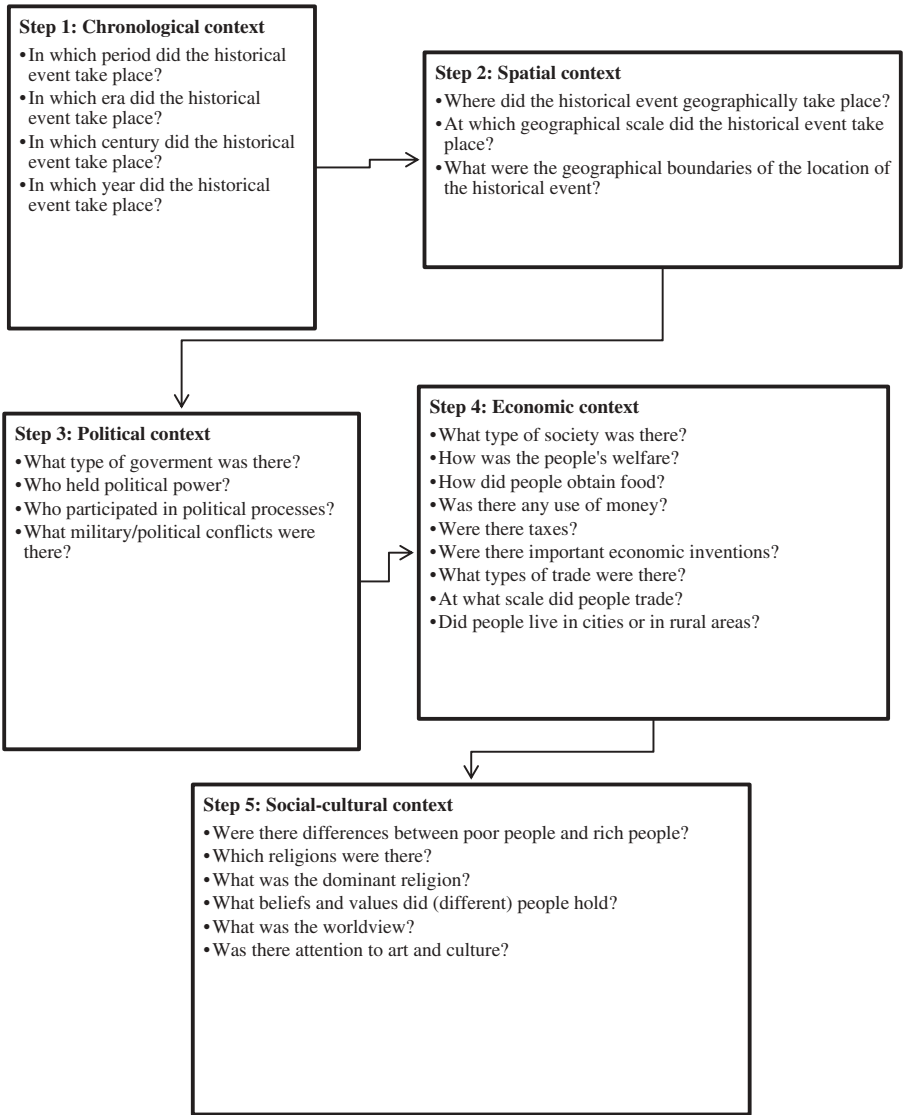 Step 1: Chronological context
•In which period did the historical
event take place?
•In which era did the historical
event take place?
•In which century did the historical
event take place?
•In which year did the historical
event take place?
Step 2: Spatial context
•Where did the historical event geographically take place?
•At which geographical scale did the historical event take
place?
•What were the geographical boundaries of the location of
the historical event?
Step 3: Political context
•What type of goverment was there?
•Who held political power?
•Who participated in political processes?
•What military/political conflicts were
there?
Step 4: Economic context
•What type of society was there?
•How was the people's welfare?
•How did people obtain food?
•Was there any use of money?
•Were there taxes?
•Were there important economic inventions?
•What types of trade were there?
•At what scale did people trade?
•Did people live in cities or in rural areas?
Step 5: Social-cultural context
•Were there differences between poor people and rich people?
•Which religions were there?
•What was the dominant religion?
•What beliefs and values did (different) people hold?
•What was the worldview?
•Was there attention to art and culture?